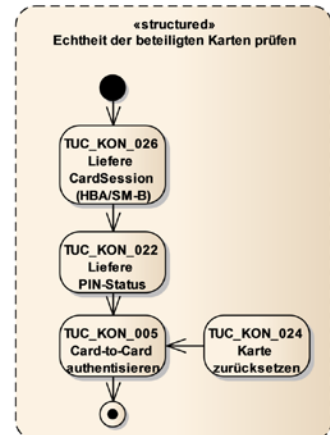 «structured»
Echtheit der beteiligten Karten prüfen
TUC_KON_026
Liefere
CardSession
(HBA/SM-B)
TUC_KON_022
Liefere
PIN-Status
TUC_KON_005
Card-to-Card
authentisieren
TUC_KON_024
Karte
zurücksetzen